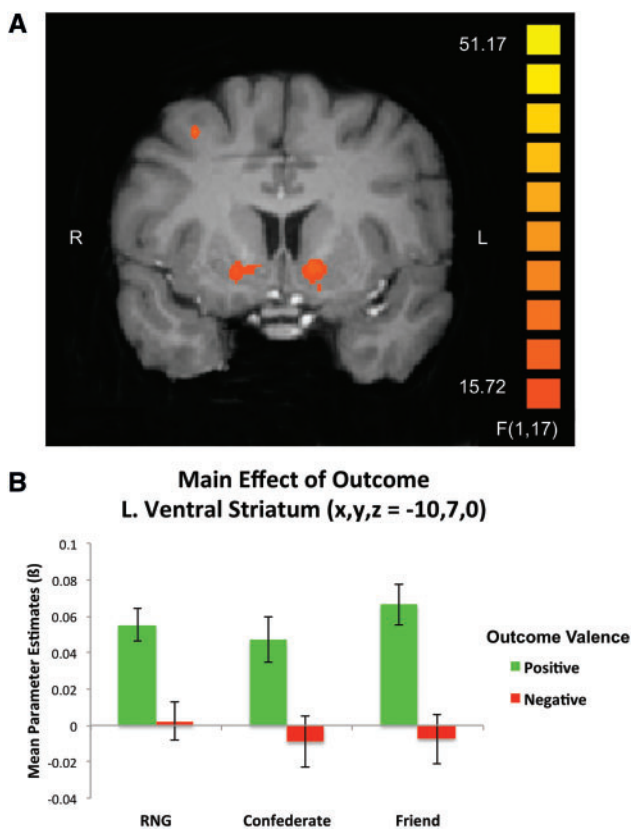 A
51.17
R
L
15.72
F(1,17)
B
Main Effect of Outcome
L. Ventral Striatum (x,y,z = -10,7,0)
Mean Parameter Estimates (ß)
0.1
0.08
0.06
0.04
0.02
0
-0.02
-0.04
RNG
Confederate
Friend
Outcome Valence
Positive
Negative